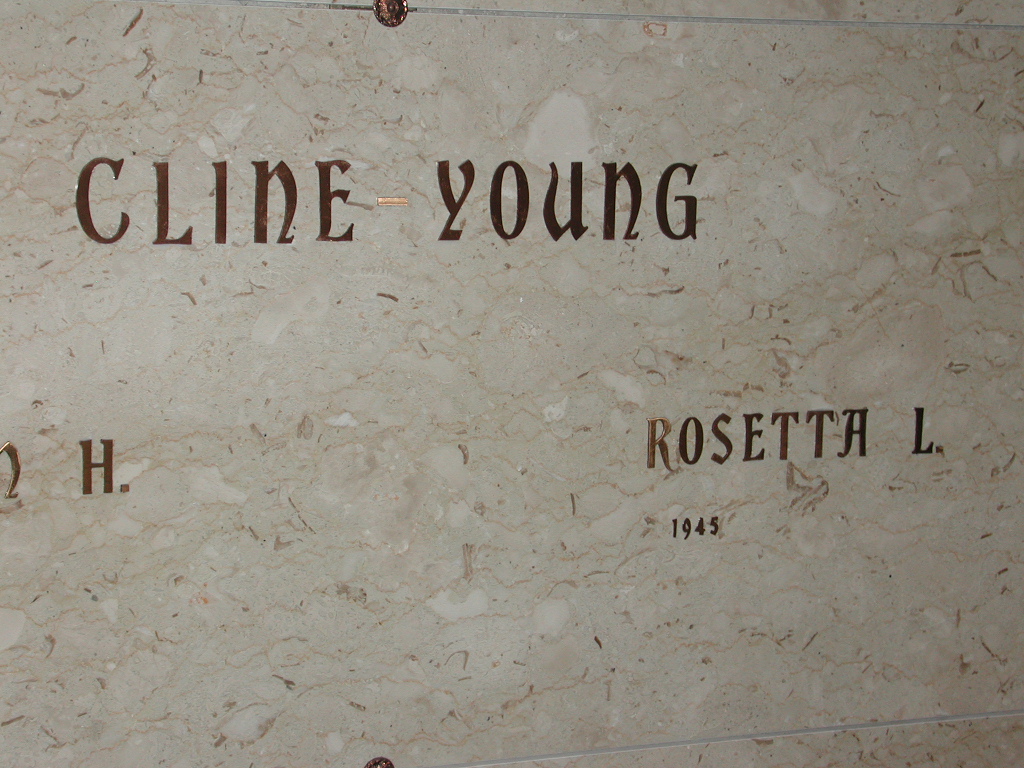 CLINE-YOUNG
H. ROSETTA L.
1945